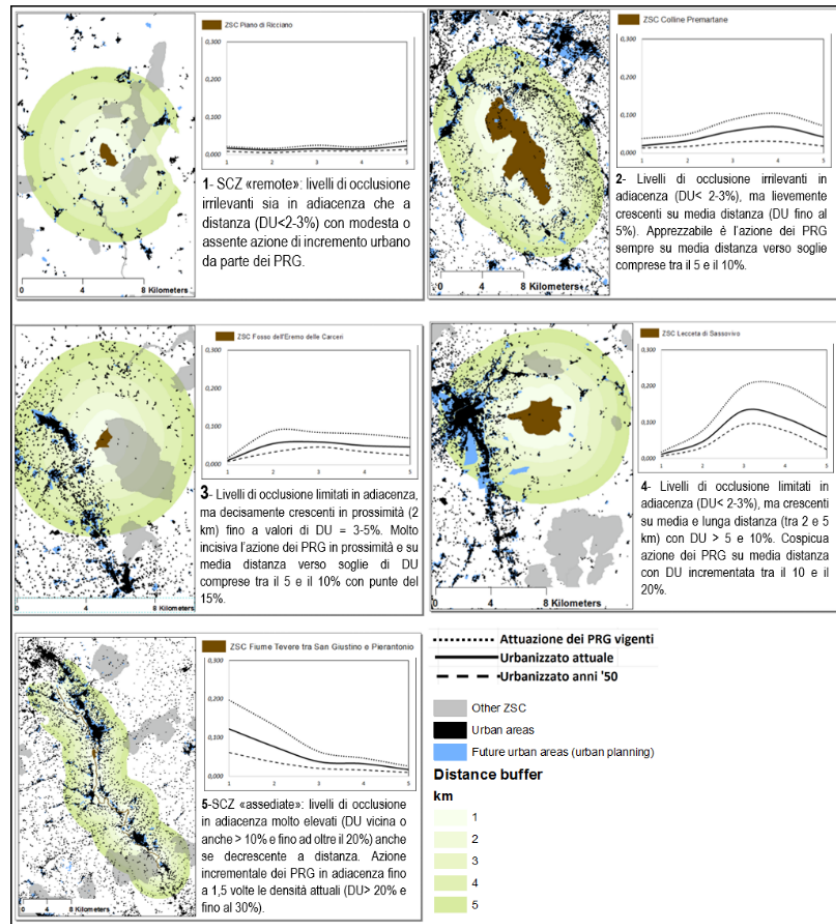 ZSC Piano di Ricciano
0,300
0,200
0,100
0,000
1 2 3 4 5
1- SCZ «remote»: livelli di occlusione
irrilevanti sia in adiacenza che a
distanza (DU<2-3%) con modesta o
assente azione di incremento urbano
da parte dei PRG.
0 4 8 Kilometers
ZSC Colline Premartane
0,300
0,200
0,100
0,000
1 2 3 4 5
2- Livelli di occlusione irrilevanti in
adiacenza (DU< 2-3%), ma lievemente
crescenti su media distanza (DU fino al
5%). Apprezzabile è l'azione dei PRG
sempre su media distanza verso soglie
comprese tra il 5 e il 10%.
0 4 8 Kilometers
ZSC Fosso dell'Eremo delle Carceri
0,300
0,200
0,100
0,000
1 2 3 4 5
3- Livelli di occlusione limitati in adiacenza,
ma decisamente crescenti in prossimità (2
km) fino a valori di DU = 3-5%. Molto
incisiva l'azione dei PRG in prossimità e su
media distanza verso soglie di DU
comprese tra il 5 e il 10% con punte del
15%.
0 4 8 Kilometers
ZSC Lecceta di Sassovivo
0,300
0,200
0,100
0,000
1 2 3 4 5
4- Livelli di occlusione limitati in
adiacenza (DU< 2-3%), ma crescenti
su media e lunga distanza (tra 2 e 5
km) con DU > 5 e 10%. Cospicua
azione dei PRG su media distanza
con DU incrementata tra il 10 e il
20%.
0 4 8 Kilometers
ZSC Fiume Tevere tra San Giustino e Pierantonio
0,300
0,200
0,100
0,000
1 2 3 4 5
5-SCZ «assediate»: livelli di occlusione
in adiacenza molto elevati (DU vicina o
anche > 10% e fino ad oltre il 20%) anche
se decrescente a distanza. Azione
incrementale dei PRG in adiacenza fino
a 1,5 volte le densità attuali (DU> 20% e
fino al 30%).
0 4 8 Kilometers
Attuazione dei PRG vigenti
Urbanizzato attuale
Urbanizzato anni '50
Other ZSC
Urban areas
Future urban areas (urban planning)
Distance buffer
km
1
2
3
4
5